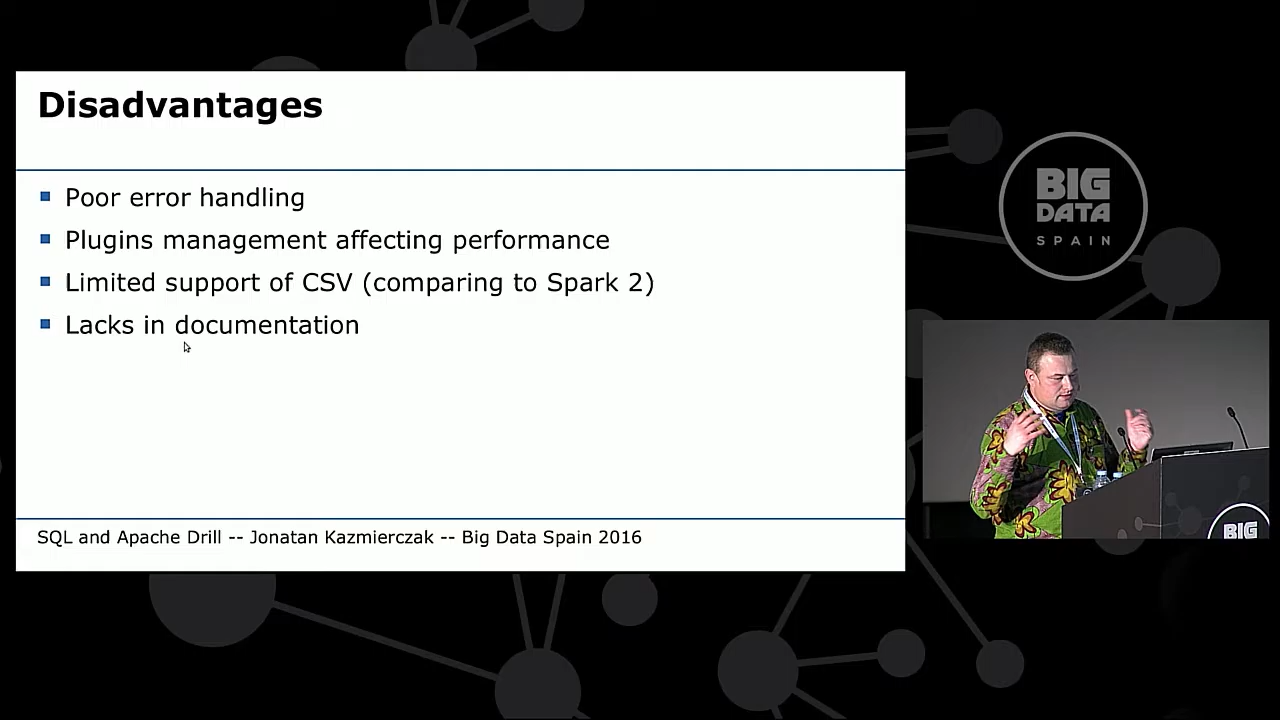 Disadvantages
Poor error handling
Plugins management affecting performance
Limited support of CSV (comparing to Spark 2)
Lacks in documentation
SQL and Apache Drill -- Jonatan Kazmierczak -- Big Data Spain 2016
BIG
DATA
SPAIN
BIG